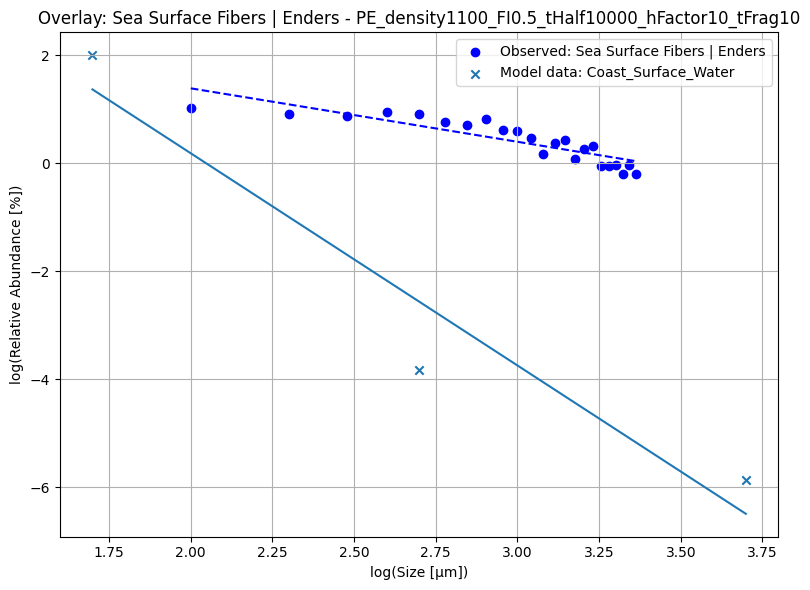 Overlay: Sea Surface Fibers | Enders - PE_density1100_FI0.5_tHalf10000_hFactor10_tFrag10
Observed: Sea Surface Fibers | Enders
Model data: Coast_Surface_Water
log(Relative Abundance [%])
2
0
−2
−4
−6
1.75 2.00 2.25 2.50 2.75 3.00 3.25 3.50 3.75
log(Size [μm])